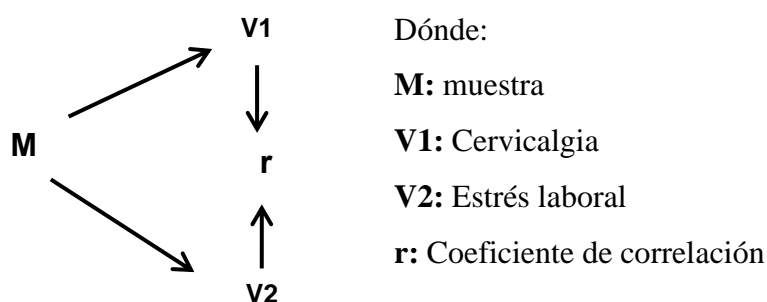 V1
M
r
V2
Dónde:
M: muestra
V1: Cervicalgia
V2: Estrés laboral
r: Coeficiente de correlación